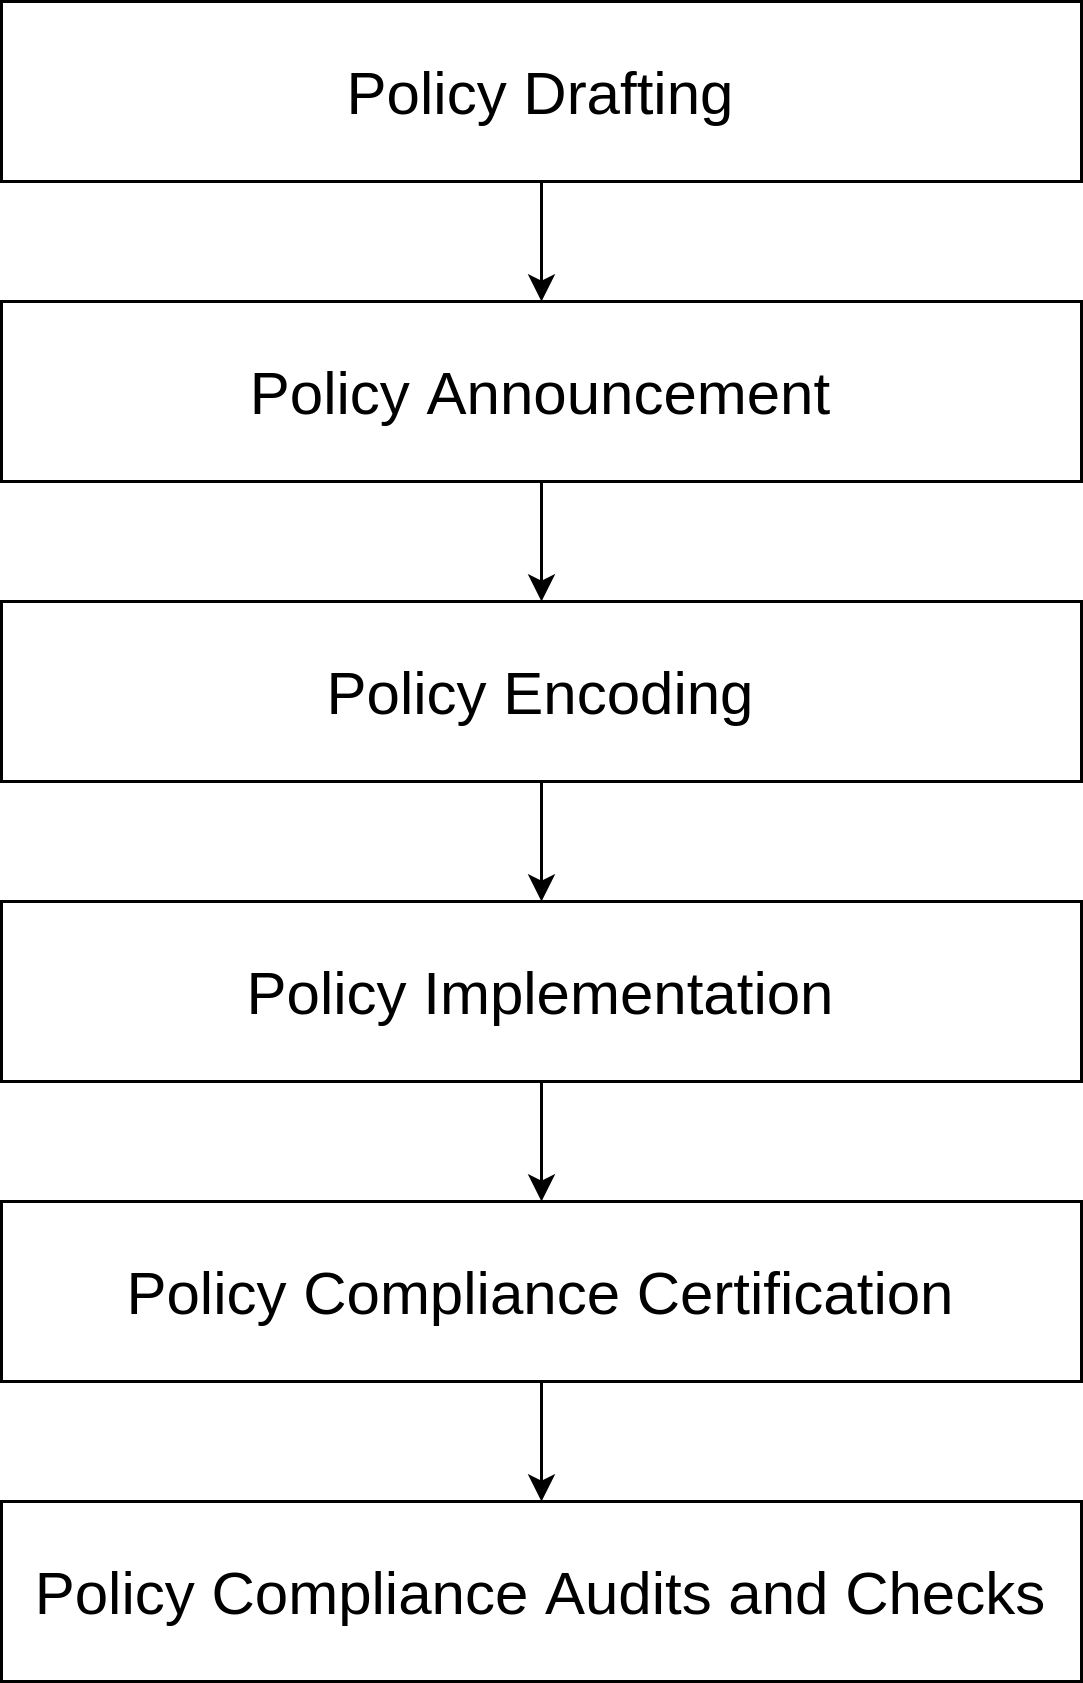 Policy Drafting
Policy Announcement
Policy Encoding
Policy Implementation
Policy Compliance Certification
Policy Compliance Audits and Checks